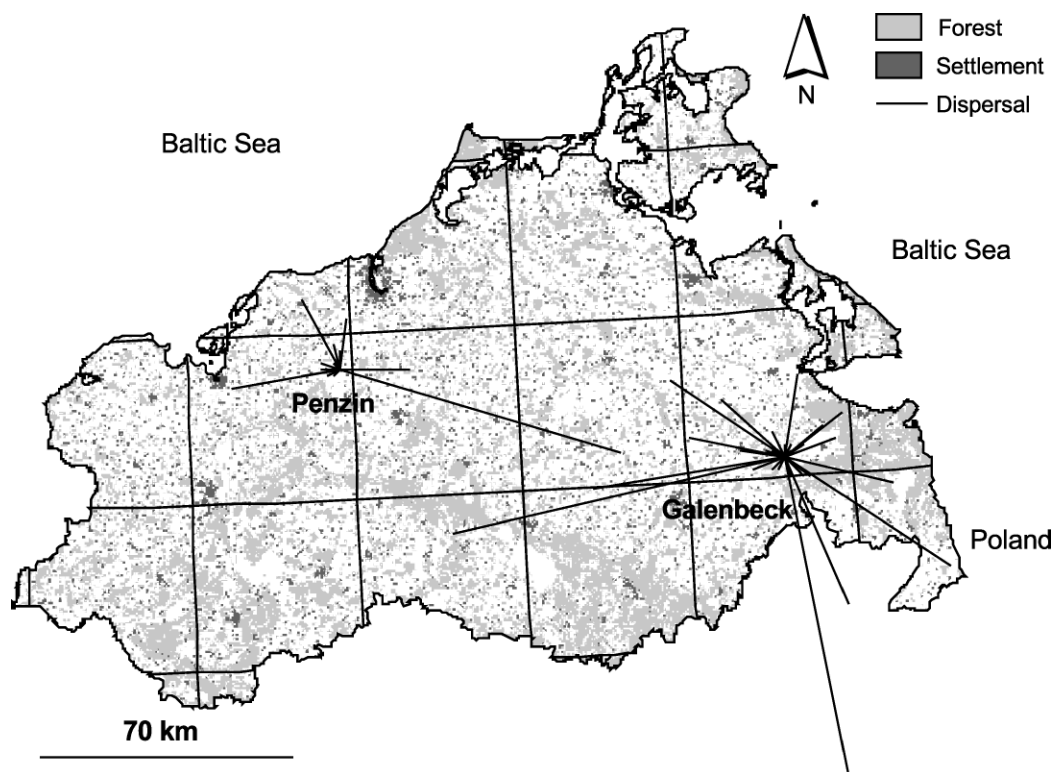 Forest
Settlement
Dispersal
N
Baltic Sea
Baltic Sea
Penzin
Galenbeck
Poland
70 km